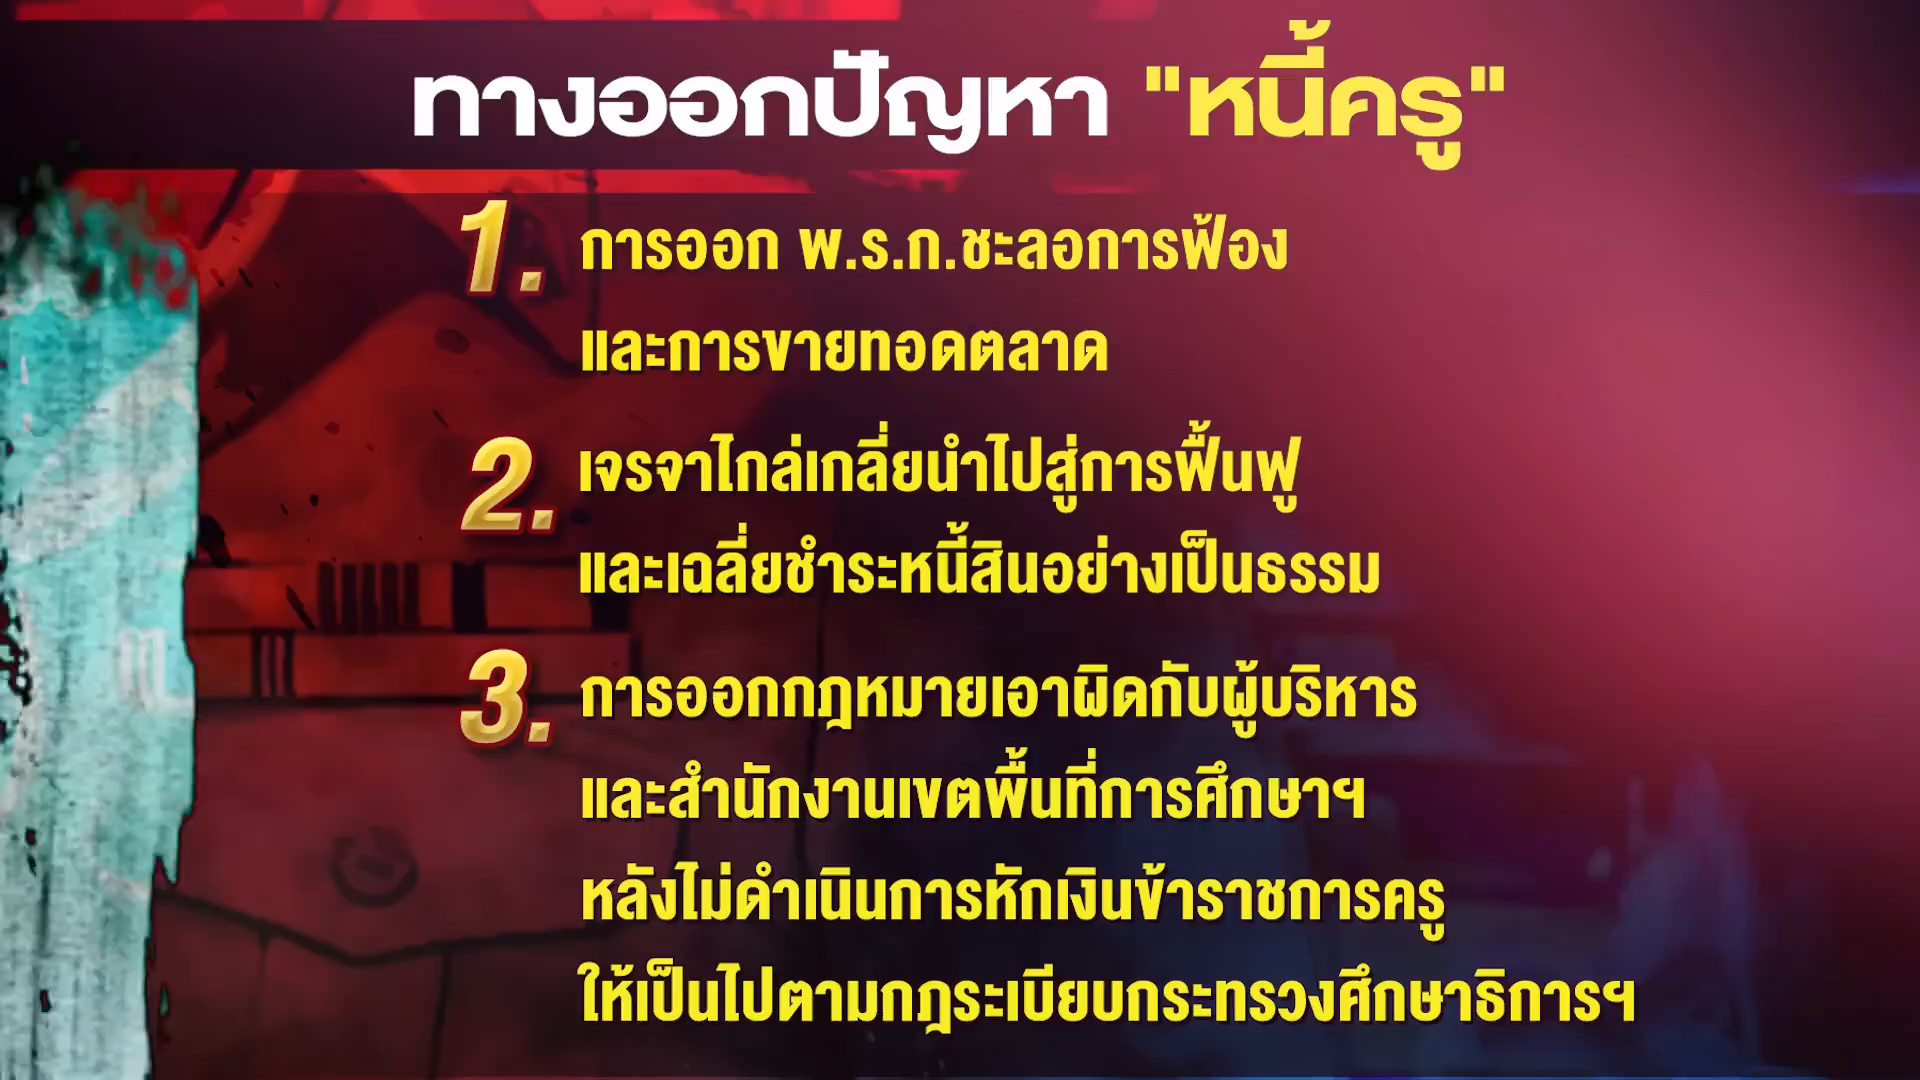 ทางออกปัญหา "หนี้ครู"
1. การออก พ.ร.ก.ชะลอการฟ้อง
และการขายทอดตลาด
2. เจรจาไกล่เกลี่ยนำไปสู่การฟื้นฟู
และเฉลี่ยชำระหนี้สินอย่างเป็นธรรม
3. การออกกฎหมายเอาผิดกับผู้บริหาร
และสำนักงานเขตพื้นที่การศึกษาฯ
หลังไม่ดำเนินการหักเงินข้าราชการครู
ให้เป็นไปตามกฎระเบียบกระทรวงศึกษาธิการฯ